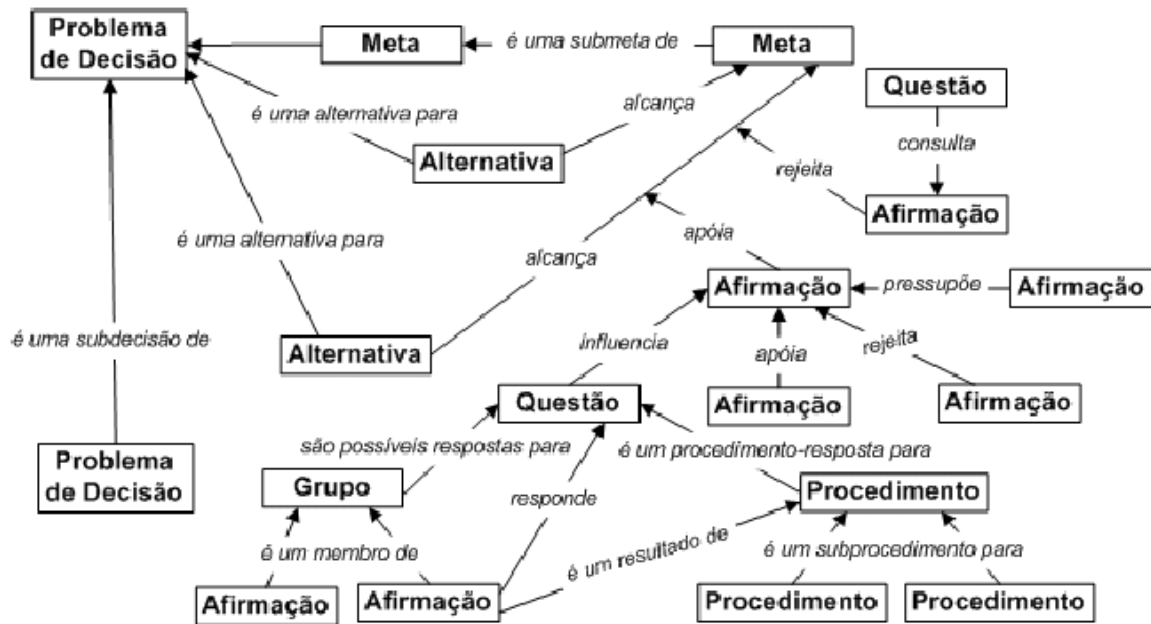 Problema
de Decisão
Meta
é uma submeta de
Meta
Questão
é uma alternativa para
alcança
consulta
Alternativa
rejeita
Afirmação
é uma alternativa para
alcança
apóia
Afirmação
pressupõe
Afirmação
é uma subdecisão de
Alternativa
influencia
apóia
rejeita
Questão
Afirmação
Afirmação
são possíveis respostas para
é um procedimento-resposta para
Problema
de Decisão
Grupo
responde
Procedimento
é um membro de
é um resultado de
é um subprocedimento para
Afirmação
Afirmação
Procedimento
Procedimento